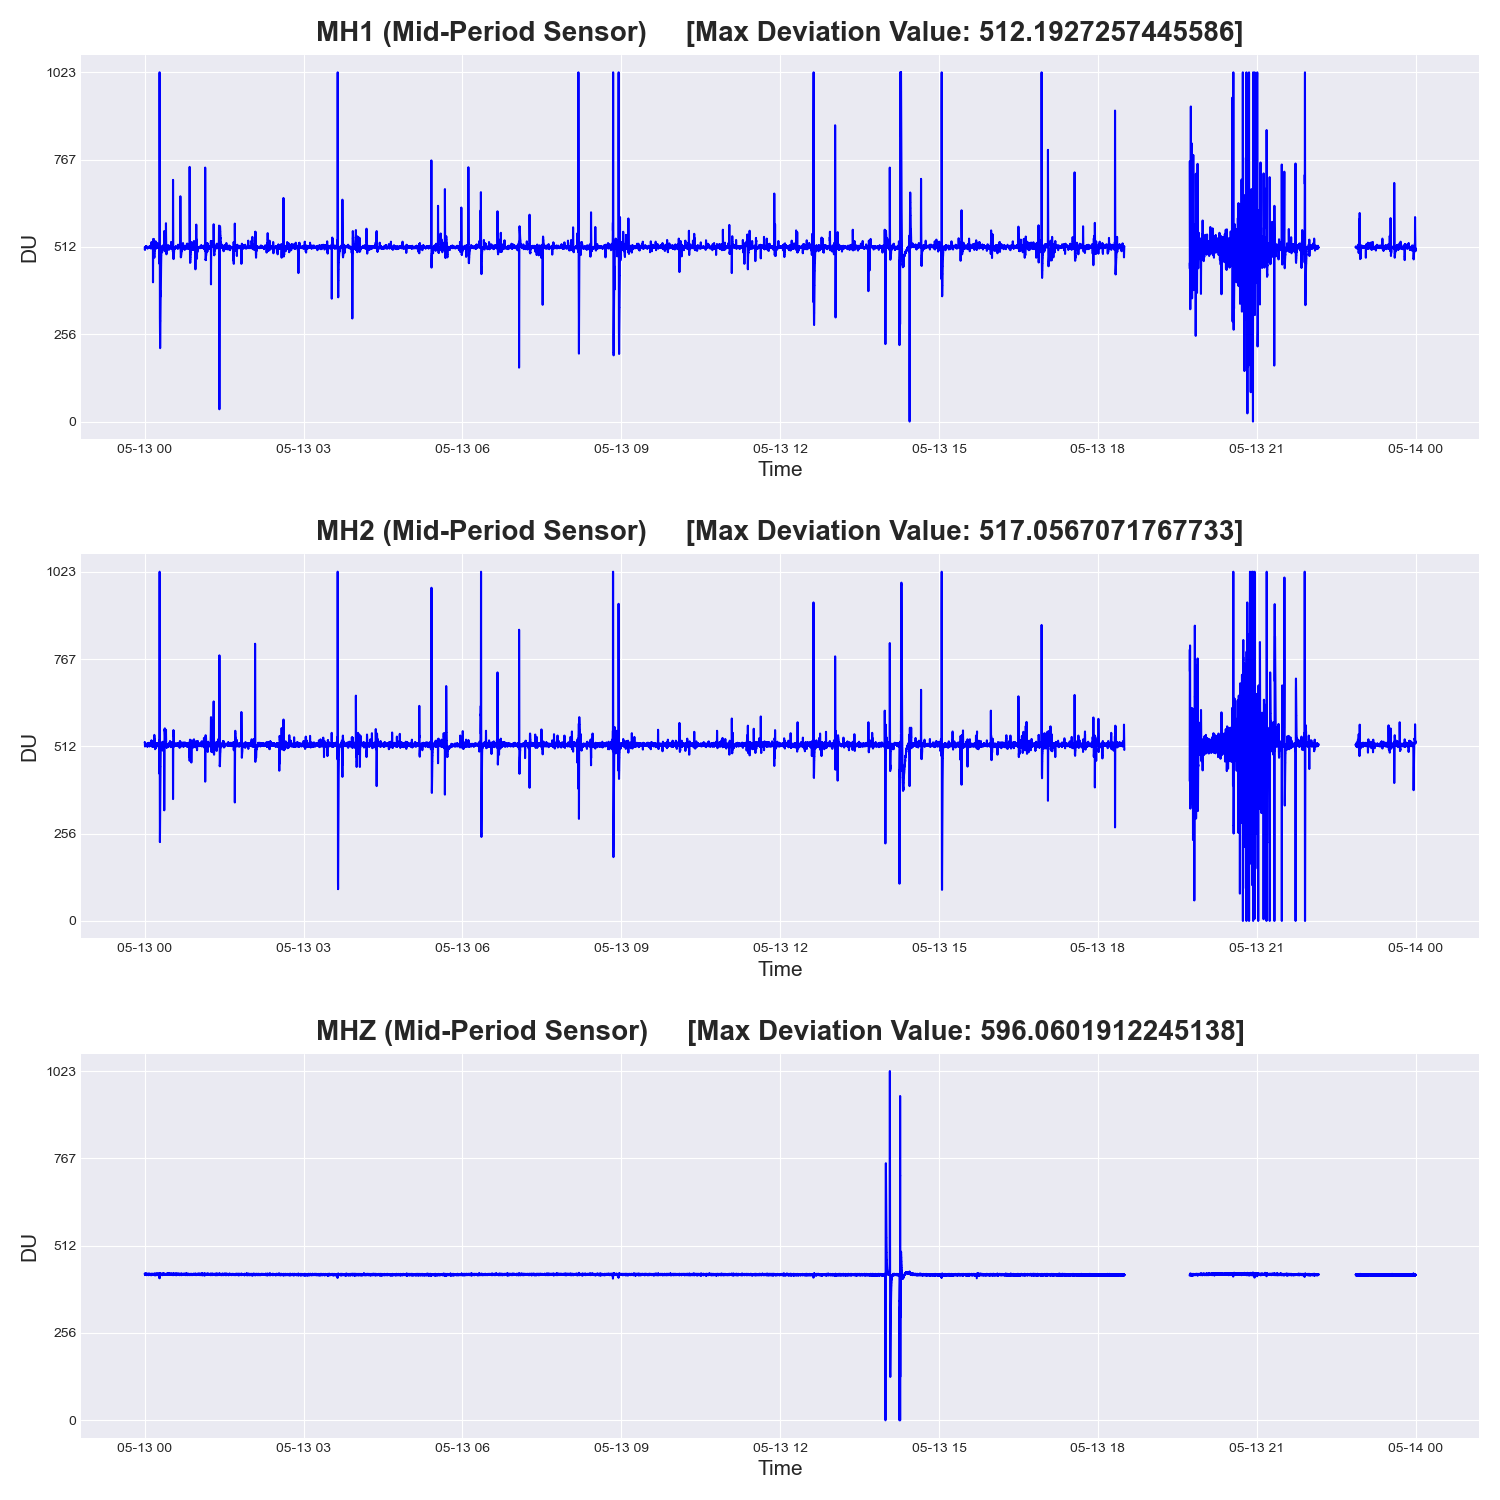 MH1 (Mid-Period Sensor) [Max Deviation Value: 512.1927257445586]
1023
767
512
256
0
DU
05-13 00 05-13 03 05-13 06 05-13 09 05-13 12 05-13 15 05-13 18 05-13 21 05-14 00
Time
MH2 (Mid-Period Sensor) [Max Deviation Value: 517.0567071767733]
1023
767
512
256
0
DU
05-13 00 05-13 03 05-13 06 05-13 09 05-13 12 05-13 15 05-13 18 05-13 21 05-14 00
Time
MHZ (Mid-Period Sensor) [Max Deviation Value: 596.0601912245138]
1023
767
512
256
0
DU
05-13 00 05-13 03 05-13 06 05-13 09 05-13 12 05-13 15 05-13 18 05-13 21 05-14 00
Time